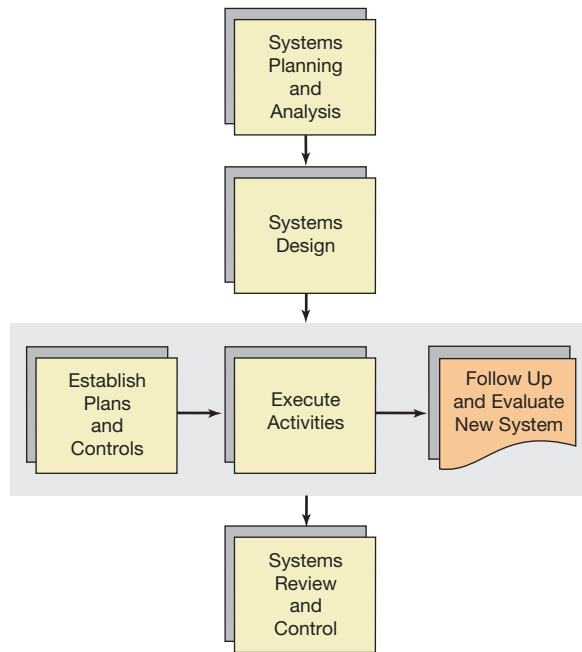 Systems
Planning
and
Analysis
Systems
Design
Establish
Plans
and
Controls
Execute
Activities
Follow Up
and Evaluate
New System
Systems
Review
and
Control